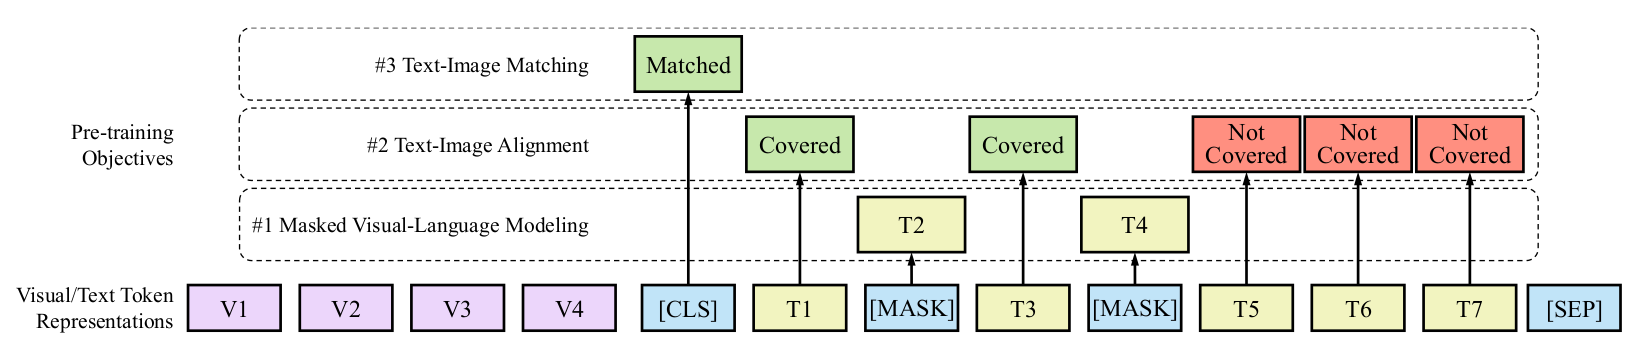 #3 Text-Image Matching
Matched
Pre-training
Objectives
#2 Text-Image Alignment
Covered
Covered
Not
Covered
Not
Covered
Not
Covered
#1 Masked Visual-Language Modeling
T2
T4
Visual/Text Token
Representations
V1
V2
V3
V4
[CLS]
T1
[MASK]
T3
[MASK]
T5
T6
T7
[SEP]